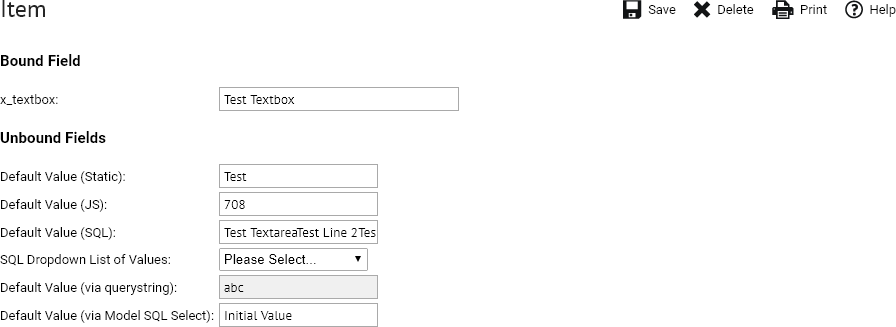 Item
Save Delete Print Help
Bound Field
x_textbox: Test Textbox
Unbound Fields
Default Value (Static): Test
Default Value (JS): 708
Default Value (SQL): Test TextareaTest Line 2Tes
SQL Dropdown List of Values: Please Select...
Default Value (via querystring): abc
Default Value (via Model SQL Select): Initial Value